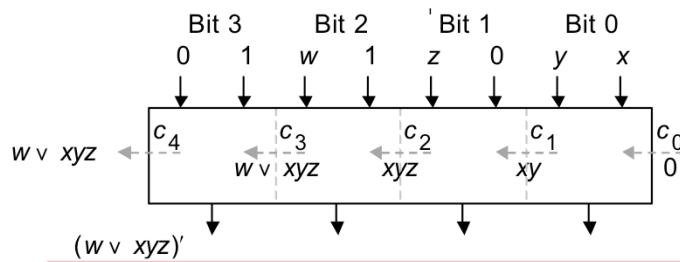 Bit 3 Bit 2 Bit 1 Bit 0
0 1 w 1 z 0 y x
c₄ c₃ c₂ c₁ c₀
w ∨ xyz w ∨ xyz xyz xy 0
(w ∨ xyz)′